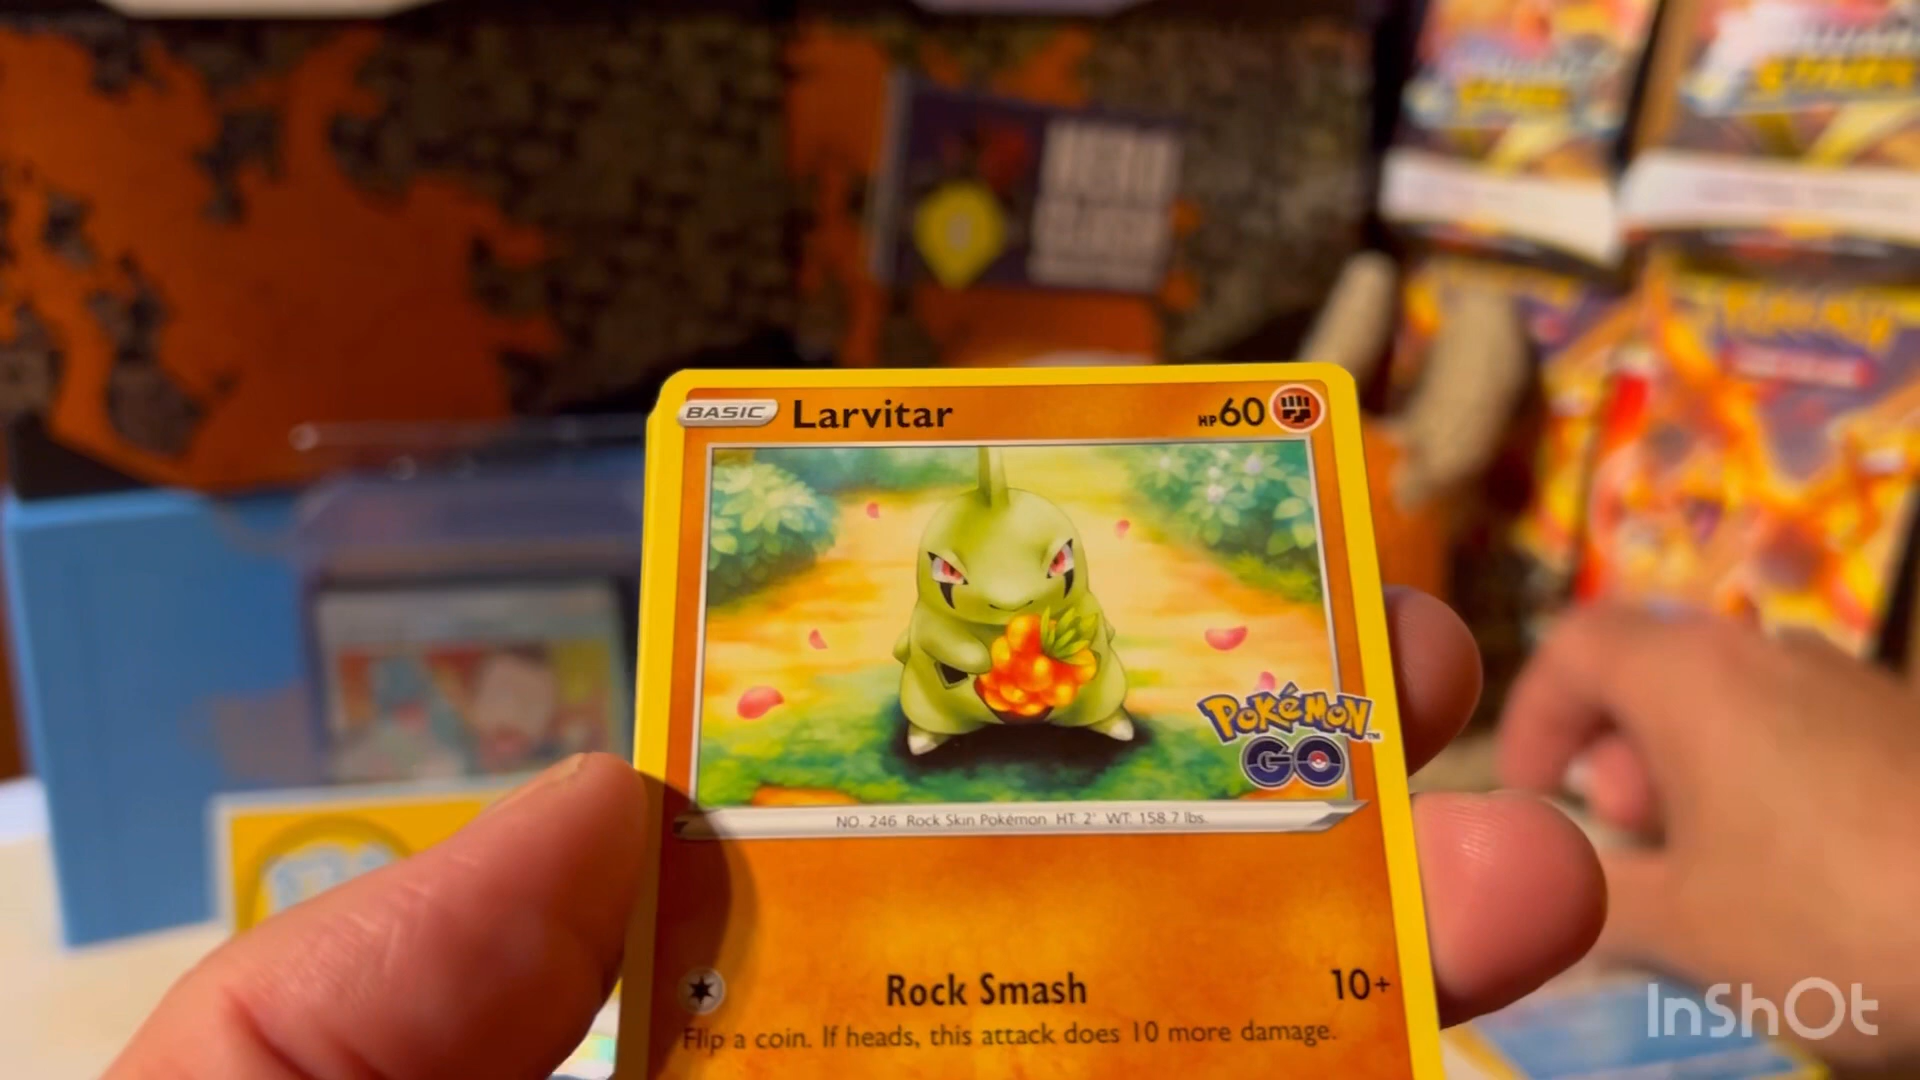 BASIC Larvitar HP60
POKéMON™
GO
NO. 246 Rock Skin Pokémon HT: 2' WT: 158.7 lbs.
Rock Smash 10+
Flip a coin. If heads, this attack does 10 more damage.
InShOt